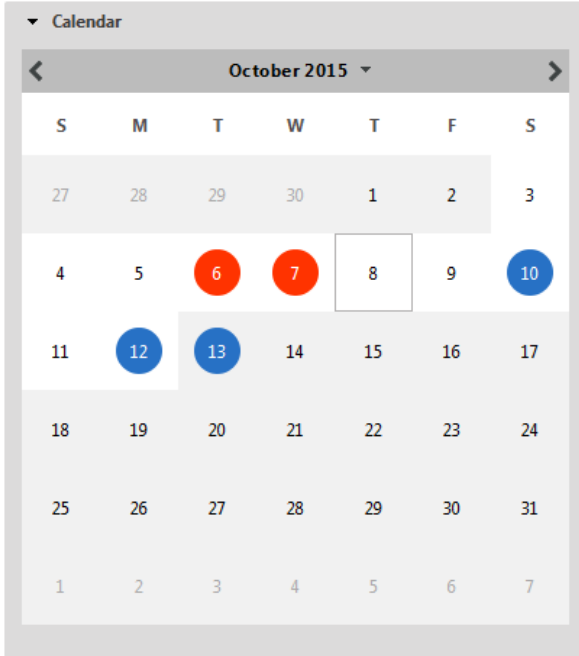 Calendar
October 2015
S M T W T F S
27 28 29 30 1 2 3
4 5 6 7 8 9 10
11 12 13 14 15 16 17
18 19 20 21 22 23 24
25 26 27 28 29 30 31
1 2 3 4 5 6 7